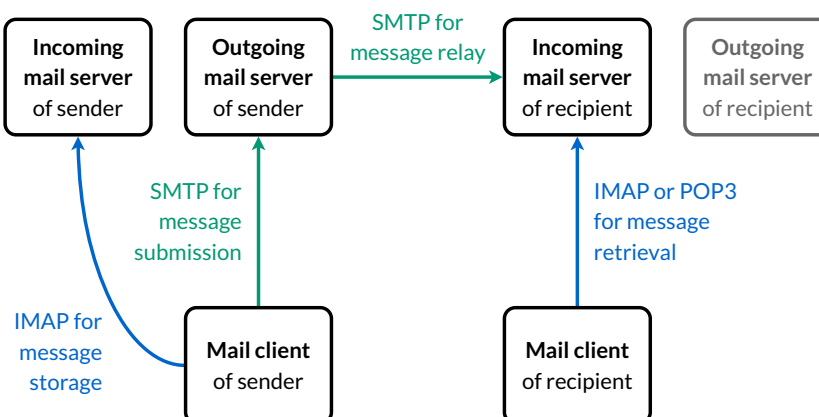 SMTP for
message relay
Incoming
mail server
of sender
Outgoing
mail server
of sender
Incoming
mail server
of recipient
Outgoing
mail server
of recipient
SMTP for
message
submission
IMAP or POP3
for message
retrieval
IMAP for
message
storage
Mail client
of sender
Mail client
of recipient